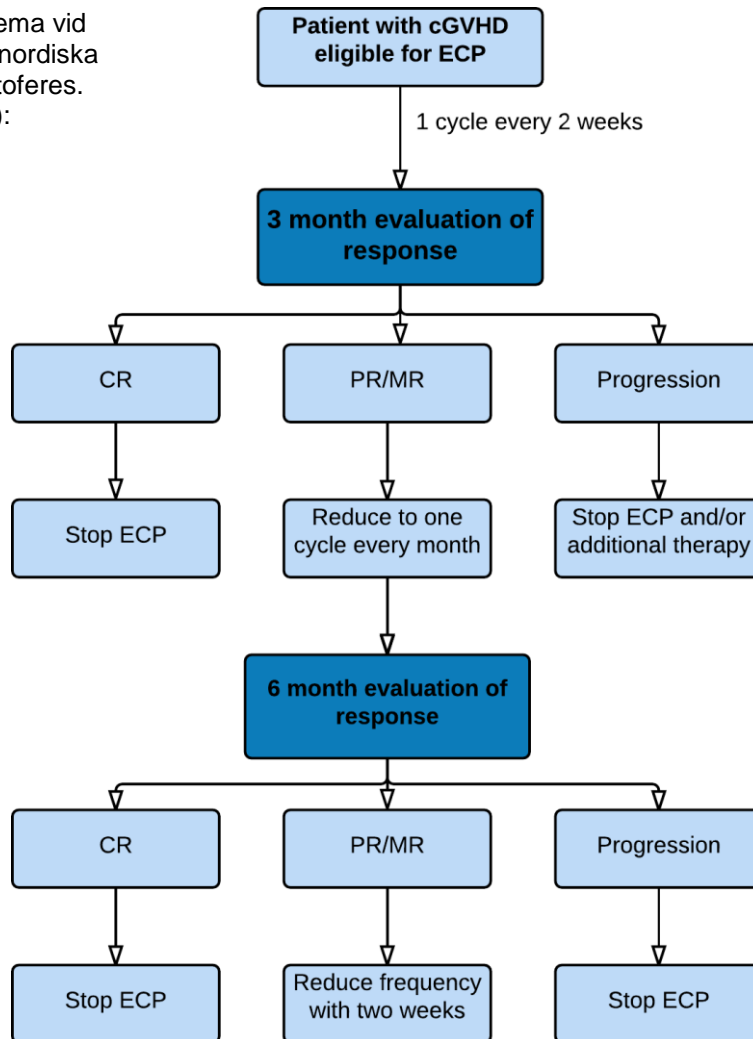 ema vid
nordiska
toferes.
):
Patient with cGVHD
eligible for ECP
1 cycle every 2 weeks
3 month evaluation of
response
CR
PR/MR
Progression
Stop ECP
Reduce to one
cycle every month
Stop ECP and/or
additional therapy
6 month evaluation of
response
CR
PR/MR
Progression
Stop ECP
Reduce frequency
with two weeks
Stop ECP